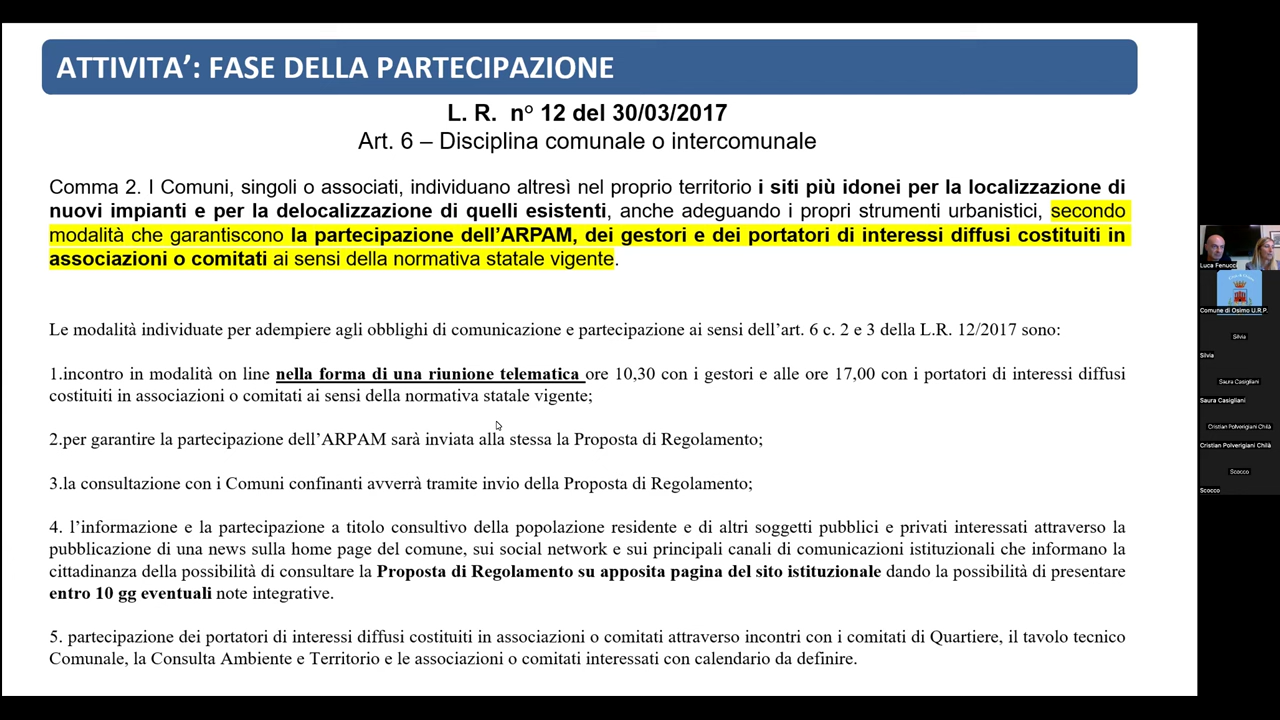 ATTIVITA’: FASE DELLA PARTECIPAZIONE
L. R. n° 12 del 30/03/2017
Art. 6 – Disciplina comunale o intercomunale
Comma 2. I Comuni, singoli o associati, individuano altresì nel proprio territorio i siti più idonei per la localizzazione di
nuovi impianti e per la delocalizzazione di quelli esistenti, anche adeguando i propri strumenti urbanistici, secondo
modalità che garantiscono la partecipazione dell’ARPAM, dei gestori e dei portatori di interessi diffusi costituiti in
associazioni o comitati ai sensi della normativa statale vigente.
Le modalità individuate per adempiere agli obblighi di comunicazione e partecipazione ai sensi dell’art. 6 c. 2 e 3 della L.R. 12/2017 sono:
1.incontro in modalità on line nella forma di una riunione telematica ore 10,30 con i gestori e alle ore 17,00 con i portatori di interessi diffusi
costituiti in associazioni o comitati ai sensi della normativa statale vigente;
2.per garantire la partecipazione dell’ARPAM sarà inviata alla stessa la Proposta di Regolamento;
3.la consultazione con i Comuni confinanti avverrà tramite invio della Proposta di Regolamento;
4. l’informazione e la partecipazione a titolo consultivo della popolazione residente e di altri soggetti pubblici e privati interessati attraverso la
pubblicazione di una news sulla home page del comune, sui social network e sui principali canali di comunicazioni istituzionali che informano la
cittadinanza della possibilità di consultare la Proposta di Regolamento su apposita pagina del sito istituzionale dando la possibilità di presentare
entro 10 gg eventuali note integrative.
5. partecipazione dei portatori di interessi diffusi costituiti in associazioni o comitati attraverso incontri con i comitati di Quartiere, il tavolo tecnico
Comunale, la Consulta Ambiente e Territorio e le associazioni o comitati interessati con calendario da definire.
Luca Fenucci
Comune di Osimo U.R.P.
Silvia
Silvia
Saura Casigliani
Saura Casigliani
Cristian Polverigiani Chilà
Cristian Polverigiani Chilà
Scocco
Scocco